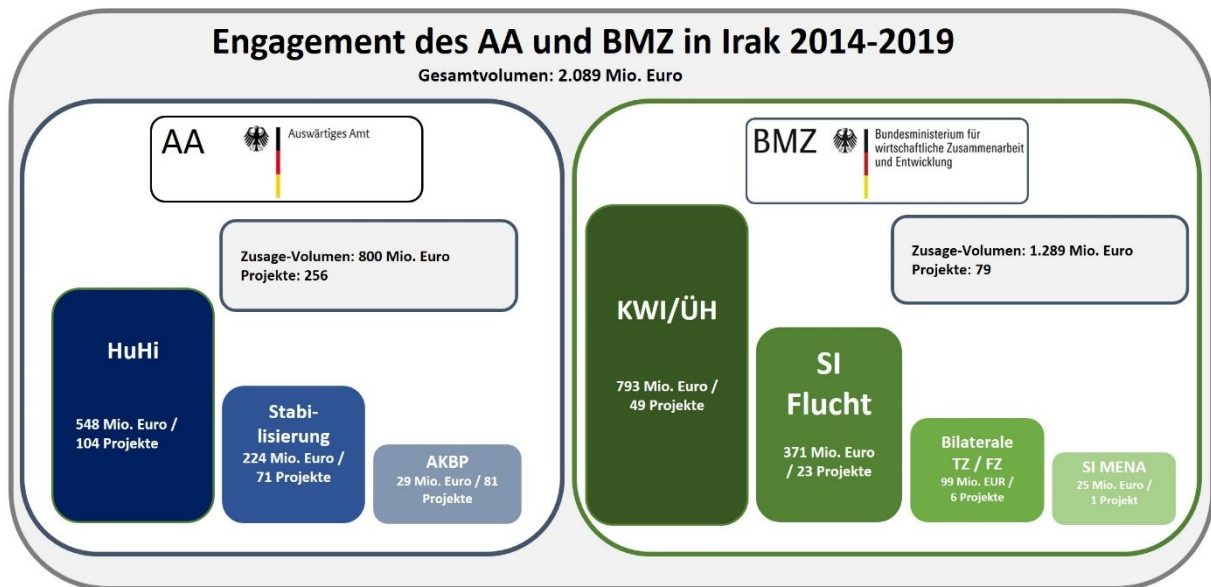 Engagement des AA und BMZ in Irak 2014-2019
Gesamtvolumen: 2.089 Mio. Euro
AA
Auswärtiges Amt
Zusage-Volumen: 800 Mio. Euro
Projekte: 256
HuHi
548 Mio. Euro /
104 Projekte
Stabi-
lisierung
224 Mio. Euro /
71 Projekte
AKBP
29 Mio. Euro / 81
Projekte
BMZ
Bundesministerium für
wirtschaftliche Zusammenarbeit
und Entwicklung
Zusage-Volumen: 1.289 Mio. Euro
Projekte: 79
KWI/ÜH
793 Mio. Euro /
49 Projekte
SI
Flucht
371 Mio. Euro
/ 23 Projekte
Bilaterale
TZ / FZ
99 Mio. EUR /
6 Projekte
SI MENA
25 Mio. Euro /
1 Projekt